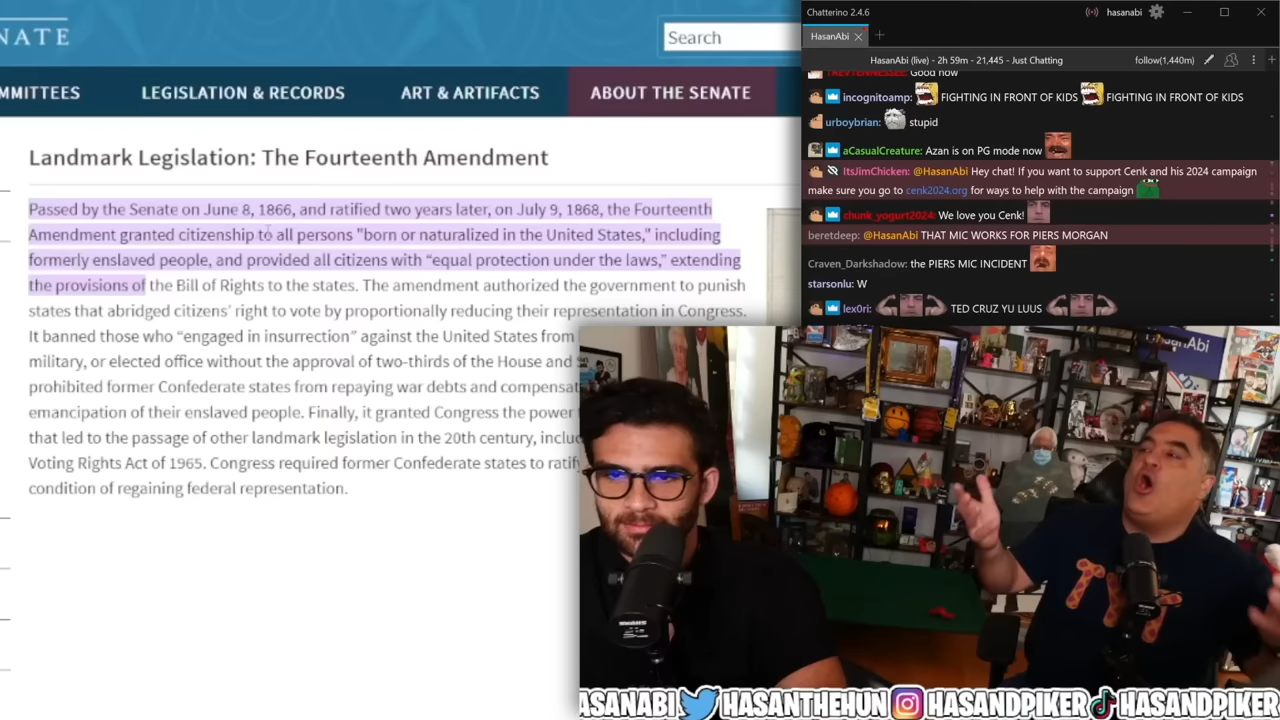 NATE
Search
MMITTEES
LEGISLATION & RECORDS
ART & ARTIFACTS
ABOUT THE SENATE
Landmark Legislation: The Fourteenth Amendment
Passed by the Senate on June 8, 1866, and ratified two years later, on July 9, 1868, the Fourteenth
Amendment granted citizenship to all persons "born or naturalized in the United States," including
formerly enslaved people, and provided all citizens with “equal protection under the laws,” extending
the provisions of the Bill of Rights to the states. The amendment authorized the government to punish
states that abridged citizens’ right to vote by proportionally reducing their representation in Congress.
It banned those who “engaged in insurrection” against the United States from
military, or elected office without the approval of two-thirds of the House and
prohibited former Confederate states from repaying war debts and compensat
emancipation of their enslaved people. Finally, it granted Congress the power
that led to the passage of other landmark legislation in the 20th century, inclu
Voting Rights Act of 1965. Congress required former Confederate states to ratify
condition of regaining federal representation.
Chatterino 2.4.6
hasanabi
HasanAbi
HasanAbi (live) - 2h 59m - 21,445 - Just Chatting
follow(1,440m)
TREVTENNESSEE: Good now
incognitoamp: FIGHTING IN FRONT OF KIDS FIGHTING IN FRONT OF KIDS
urboybrian: stupid
aCasualCreature: Azan is on PG mode now
ItsJimChicken: @HasanAbi Hey chat! If you want to support Cenk and his 2024 campaign
make sure you go to cenk2024.org for ways to help with the campaign
chunk_yogurt2024: We love you Cenk!
beretdeep: @HasanAbi THAT MIC WORKS FOR PIERS MORGAN
Craven_Darkshadow: the PIERS MIC INCIDENT
starsonlu: W
lex0ri: TED CRUZ YU LUUS
anAbi
ASANABI HASANTHEHUN HASANDPIKER HASANDPIKER